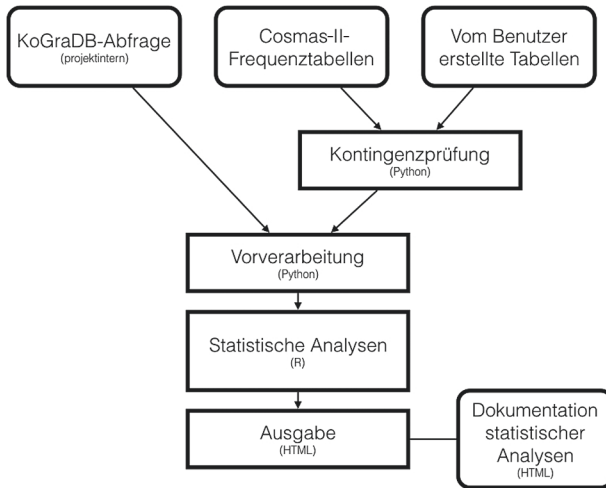 KoGraDB-Abfrage
(projektintern)
Cosmas-II-
Frequenztabellen
Vom Benutzer
erstellte Tabellen
Kontingenzprüfung
(Python)
Vorverarbeitung
(Python)
Statistische Analysen
(R)
Ausgabe
(HTML)
Dokumentation
statistischer
Analysen
(HTML)